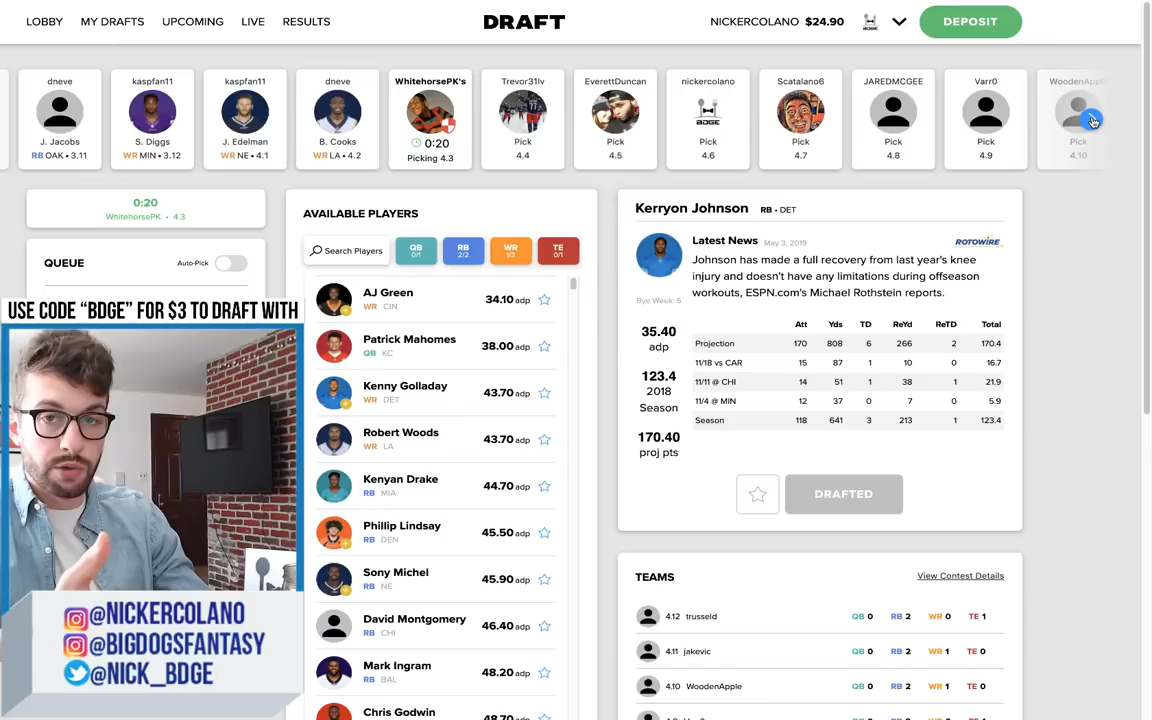 LOBBY MY DRAFTS UPCOMING LIVE RESULTS DRAFT NICKERCOLANO $24.90 BDGE DEPOSIT
dneve kaspfan11 kaspfan11 dneve WhitehorsePK's Trevor31lv EverettDuncan nickercolano Scatalano6 JAREDMCGEE Varr0 WoodenApple
BDGE
J. Jacobs S. Diggs J. Edelman B. Cooks 0:20 Pick Pick Pick Pick Pick Pick Pick
RB OAK • 3.11 WR MIN • 3.12 WR NE • 4.1 WR LA • 4.2 Picking 4.3 4.4 4.5 4.6 4.7 4.8 4.9 4.10
0:20
WhitehorsePK • 4.3
QUEUE Auto-Pick
AVAILABLE PLAYERS
Search Players QB 0/1 RB 2/2 WR 1/3 TE 0/1
AJ Green 34.10 adp
WR CIN
Patrick Mahomes 38.00 adp
QB KC
Kenny Golladay 43.70 adp
WR DET
Robert Woods 43.70 adp
WR LA
Kenyan Drake 44.70 adp
RB MIA
Phillip Lindsay 45.50 adp
RB DEN
Sony Michel 45.90 adp
RB NE
David Montgomery 46.40 adp
RB CHI
Mark Ingram 48.20 adp
RB BAL
Chris Godwin 48.70 adp
Kerryon Johnson RB • DET
Latest News May 3, 2019 ROTOWIRE
Johnson has made a full recovery from last year's knee
injury and doesn't have any limitations during offseason
workouts, ESPN.com's Michael Rothstein reports.
Bye Week: 5
35.40
adp
123.4
2018
Season
170.40
proj pts
Att Yds TD ReYd ReTD Total
Projection 170 808 6 266 2 170.4
11/18 vs CAR 15 87 1 10 0 16.7
11/11 @ CHI 14 51 1 38 1 21.9
11/4 @ MIN 12 37 0 7 0 5.9
Season 118 641 3 213 1 123.4
DRAFTED
TEAMS View Contest Details
4.12 trusseld QB 0 RB 2 WR 0 TE 1
4.11 jakevic QB 0 RB 2 WR 1 TE 0
4.10 WoodenApple QB 0 RB 2 WR 1 TE 0
USE CODE "BDGE" FOR $3 TO DRAFT WITH
@NICKERCOLANO
@BIGDOGSFANTASY
@NICK_BDGE